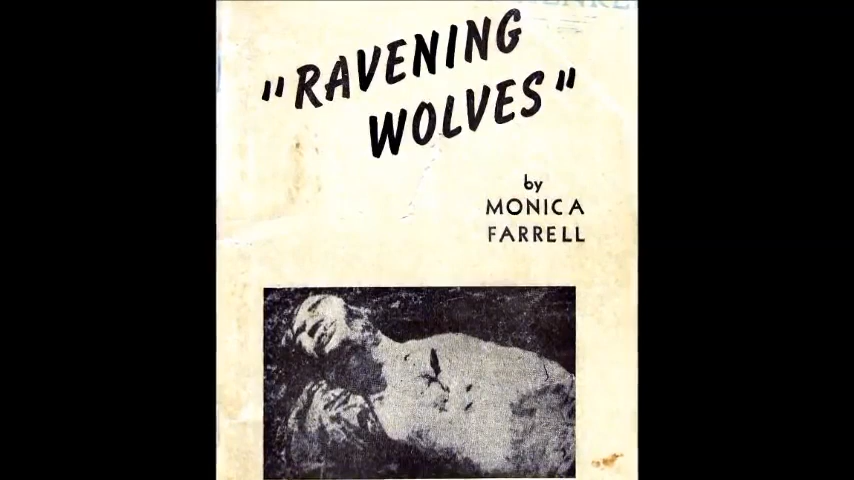 "RAVENING
WOLVES"
by
MONICA
FARRELL